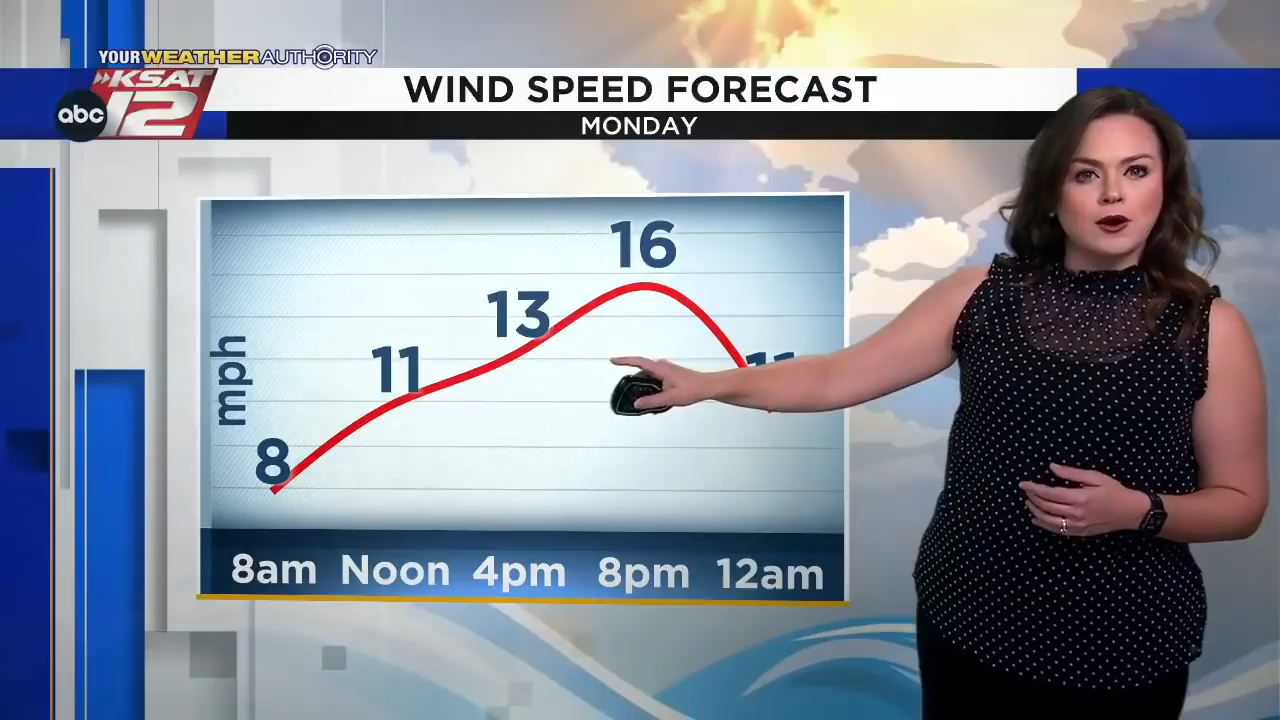 YOUR WEATHER AUTHORITY
KSAT
abc 12
WIND SPEED FORECAST
MONDAY
16
13
11
11
8
mph
8am Noon 4pm 8pm 12am